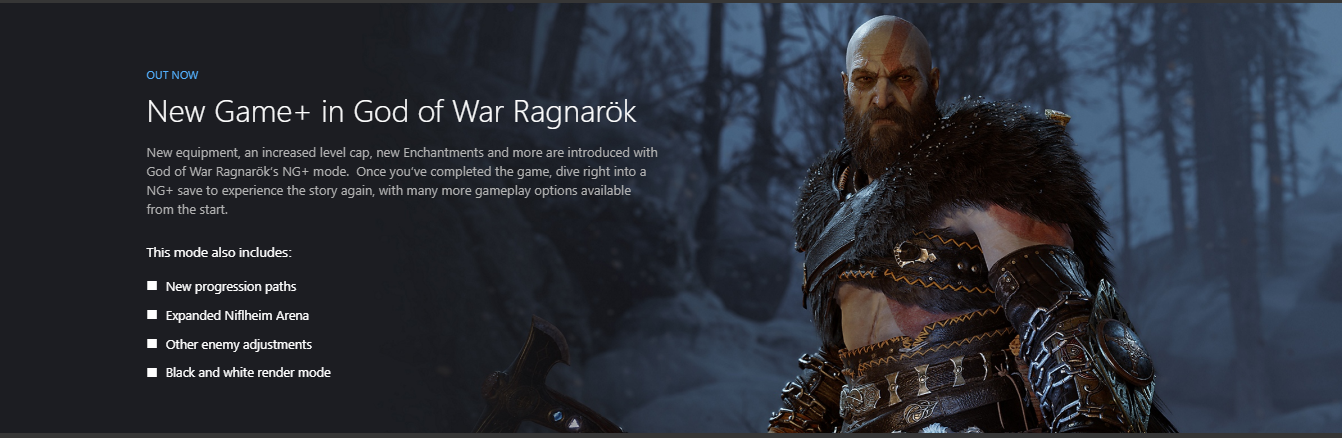 OUT NOW
New Game+ in God of War Ragnarök
New equipment, an increased level cap, new Enchantments and more are introduced with
God of War Ragnarök’s NG+ mode.  Once you’ve completed the game, dive right into a
NG+ save to experience the story again, with many more gameplay options available
from the start.
This mode also includes:
New progression paths
Expanded Niflheim Arena
Other enemy adjustments
Black and white render mode